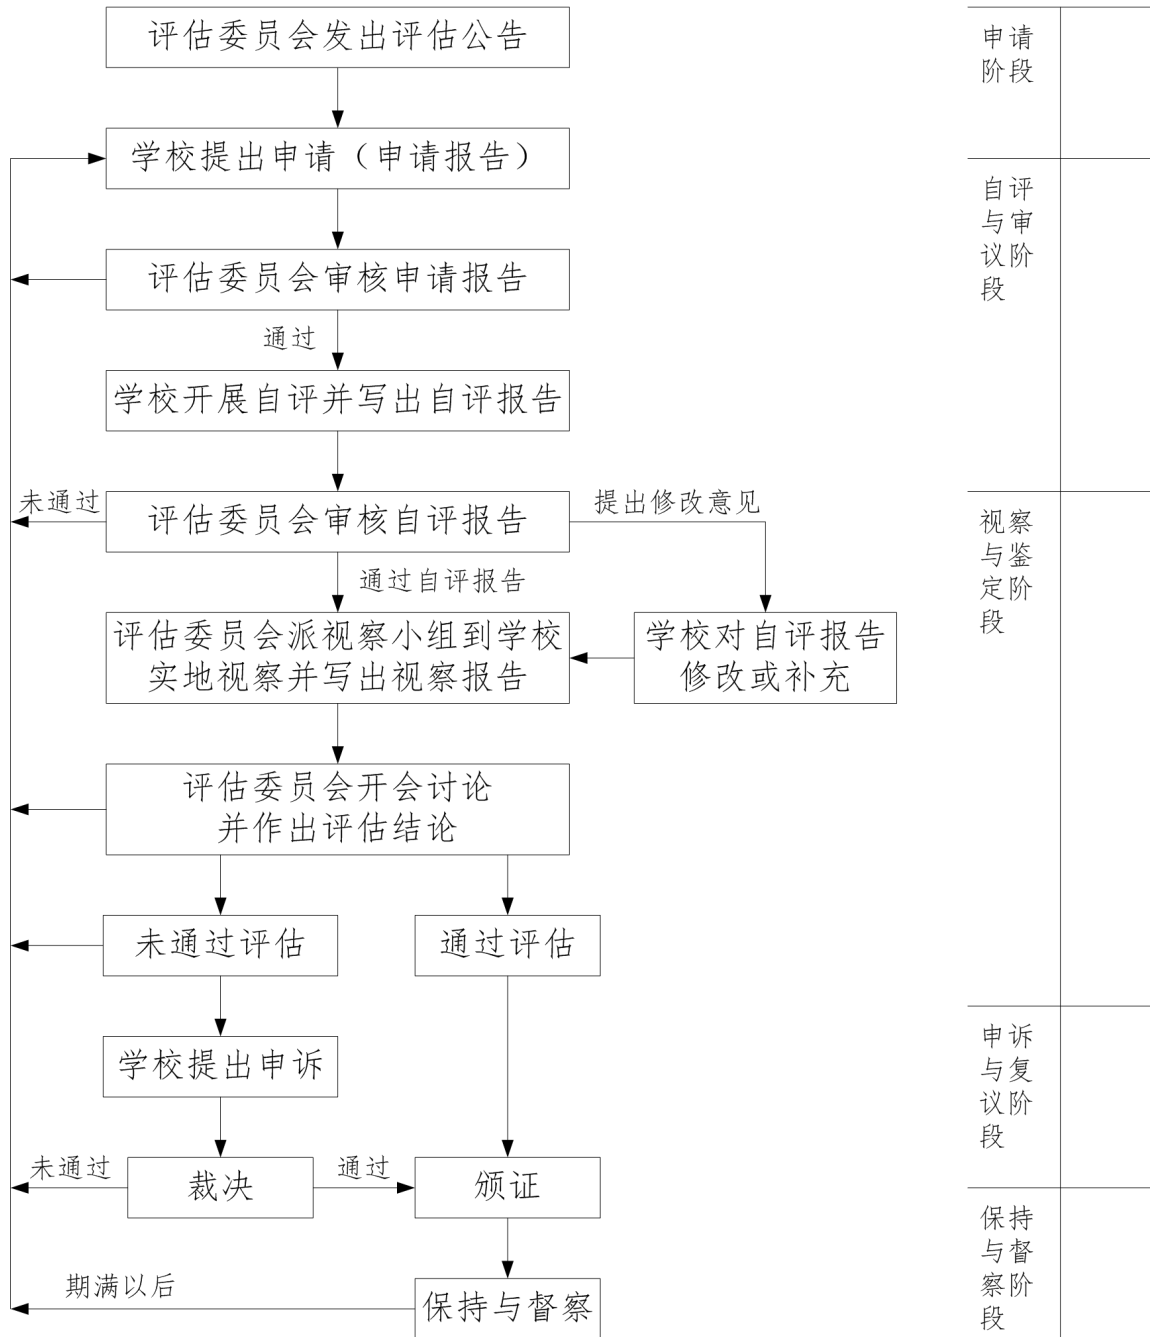 评估委员会发出评估公告
申请
阶段
学校提出申请（申请报告）
自评
与审
议阶
段
评估委员会审核申请报告
通过
学校开展自评并写出自评报告
未通过
评估委员会审核自评报告
提出修改意见
视察
与鉴
定阶
段
通过自评报告
评估委员会派视察小组到学校
实地视察并写出视察报告
学校对自评报告
修改或补充
评估委员会开会讨论
并作出评估结论
未通过评估
通过评估
申诉
与复
议阶
段
学校提出申诉
未通过
裁决
通过
颁证
保持
与督
察阶
段
期满以后
保持与督察